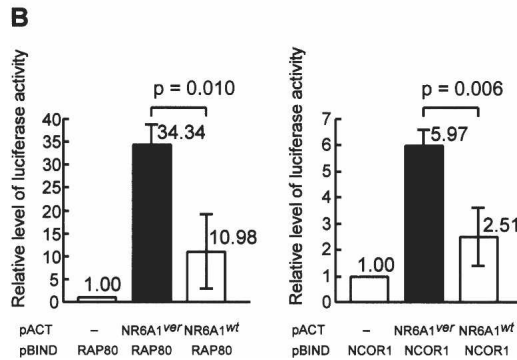 B
Relative level of luciferase activity
p = 0.010
40
35
30
25
20
15
10
5
0
1.00
34.34
10.98
pACT – NR6A1ver NR6A1wt
pBIND RAP80 RAP80 RAP80
Relative level of luciferase activity
p = 0.006
7
6
5
4
3
2
1
0
1.00
5.97
2.51
pACT – NR6A1ver NR6A1wt
pBIND NCOR1 NCOR1 NCOR1